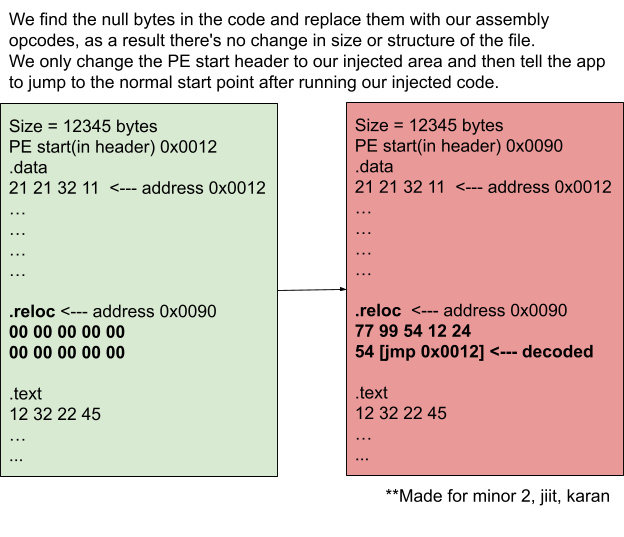 We find the null bytes in the code and replace them with our assembly
opcodes, as a result there's no change in size or structure of the file.
We only change the PE start header to our injected area and then tell the app
to jump to the normal start point after running our injected code.
Size = 12345 bytes
PE start(in header) 0x0012
.data
21 21 32 11 <--- address 0x0012
…
…
…
…
.reloc <--- address 0x0090
00 00 00 00 00
00 00 00 00 00
.text
12 32 22 45
…
...
Size = 12345 bytes
PE start(in header) 0x0090
.data
21 21 32 11 <--- address 0x0012
…
…
…
…
.reloc <--- address 0x0090
77 99 54 12 24
54 [jmp 0x0012] <--- decoded
.text
12 32 22 45
…
...
**Made for minor 2, jiit, karan